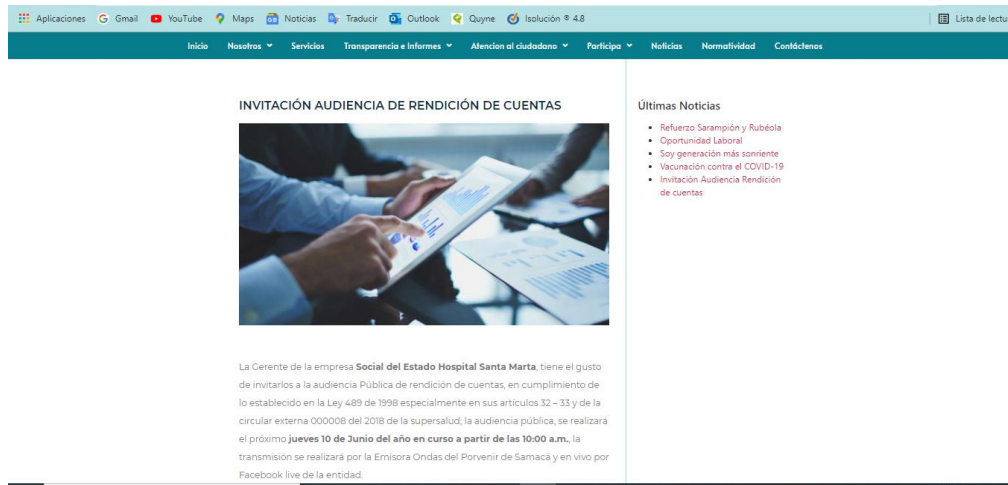 Aplicaciones Gmail YouTube Maps Noticias Traducir Outlook Quyne Isolución ® 4.8 Lista de lectu
Inicio Nosotros Servicios Transparencia e Informes Atencion al ciudadano Participa Noticias Normatividad Contáctenos
INVITACIÓN AUDIENCIA DE RENDICIÓN DE CUENTAS
La Gerente de la empresa Social del Estado Hospital Santa Marta, tiene el gusto
de invitarlos a la audiencia Pública de rendición de cuentas, en cumplimiento de
lo establecido en la Ley 489 de 1998 especialmente en sus artículos 32 – 33 y de la
circular externa 000008 del 2018 de la supersalud; la audiencia pública, se realizará
el próximo jueves 10 de Junio del año en curso a partir de las 10:00 a.m., la
transmisión se realizará por la Emisora Ondas del Porvenir de Samacá y en vivo por
Facebook live de la entidad.
Últimas Noticias
Refuerzo Sarampión y Rubéola
Oportunidad Laboral
Soy generación más sonriente
Vacunación contra el COVID-19
Invitación Audiencia Rendición
de cuentas